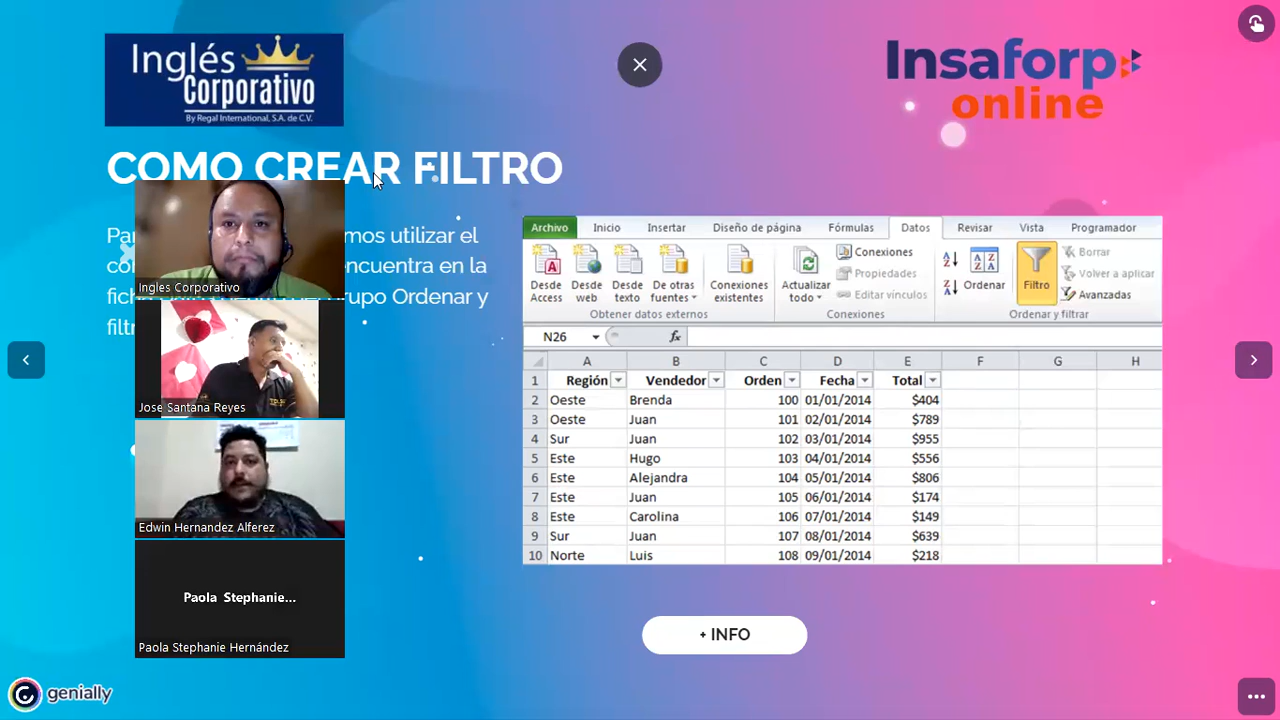 Inglés
Corporativo
By Regal International, S.A. de C.V.
Insaforp
online
COMO CREAR FILTRO
mos utilizar el
encuentra en la
grupo Ordenar y
Ingles Corporativo
Jose Santana Reyes
Edwin Hernandez Alferez
Paola Stephanie...
Paola Stephanie Hernández
Archivo Inicio Insertar Diseño de página Fórmulas Datos Revisar Vista Programador
Desde Access
Desde web
Desde texto
De otras fuentes
Conexiones existentes
Actualizar todo
Conexiones
Propiedades
Editar vínculos
Ordenar
Filtro
Borrar
Volver a aplicar
Avanzadas
Obtener datos externos Conexiones Ordenar y filtrar
N26 fx
A B C D E F G H
1 Región Vendedor Orden Fecha Total
2 Oeste Brenda 100 01/01/2014 $404
3 Oeste Juan 101 02/01/2014 $789
4 Sur Juan 102 03/01/2014 $955
5 Este Hugo 103 04/01/2014 $556
6 Este Alejandra 104 05/01/2014 $806
7 Este Juan 105 06/01/2014 $174
8 Este Carolina 106 07/01/2014 $149
9 Sur Juan 107 08/01/2014 $639
10 Norte Luis 108 09/01/2014 $218
+ INFO
genially